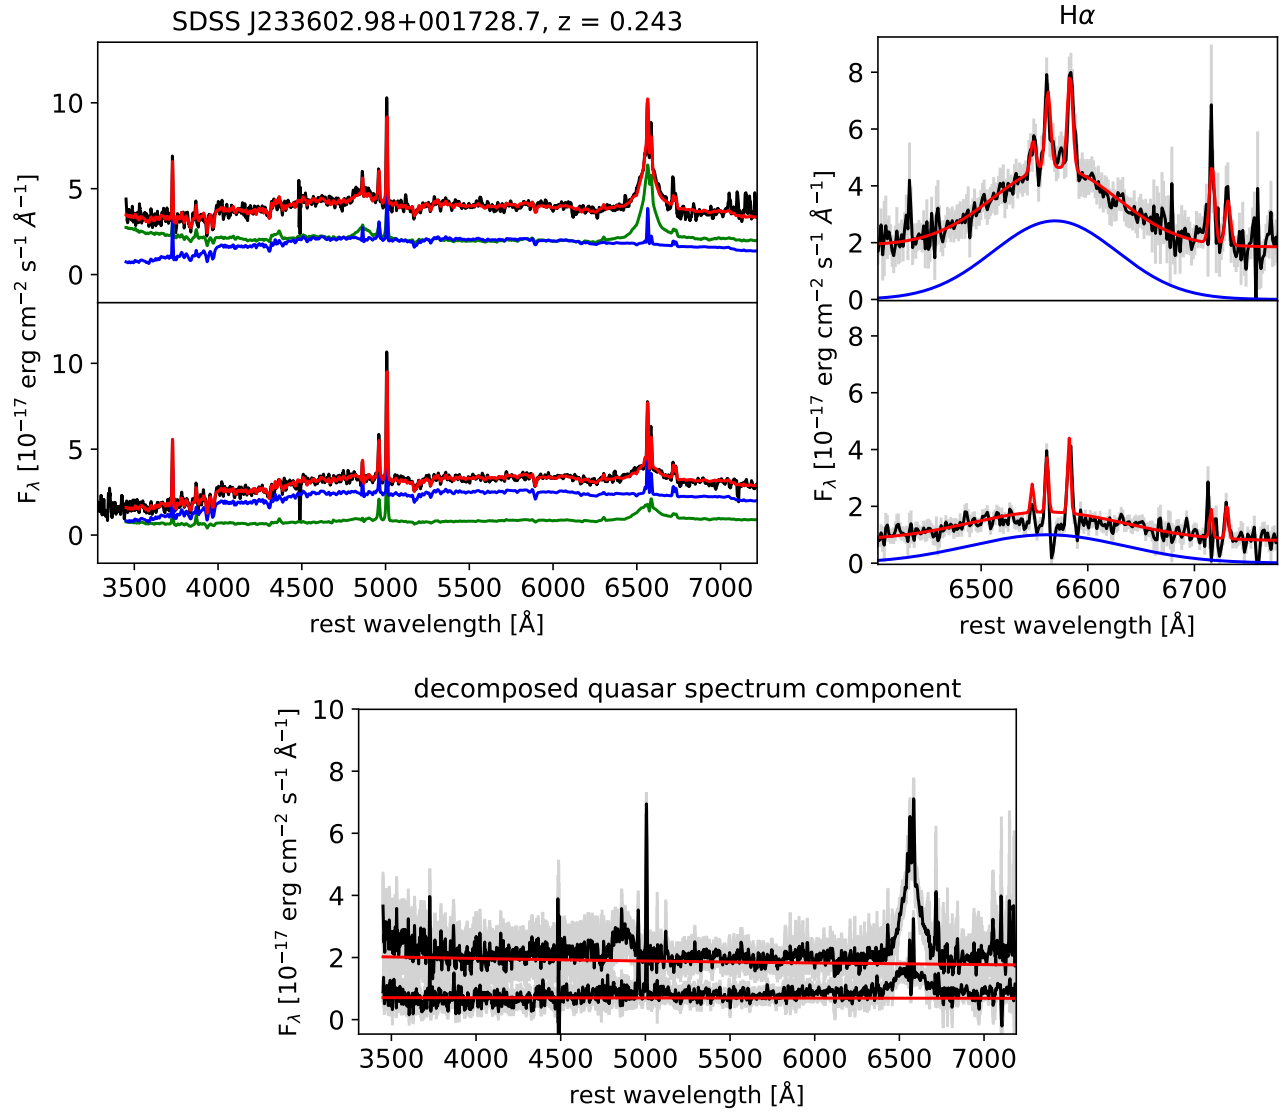 SDSS J233602.98+001728.7, z = 0.243
10
5
0
10
5
0
F_λ [10⁻¹⁷ erg cm⁻² s⁻¹ Å⁻¹]
3500 4000 4500 5000 5500 6000 6500 7000
rest wavelength [Å]
Hα
8
6
4
2
0
8
6
4
2
0
F_λ [10⁻¹⁷ erg cm⁻² s⁻¹ Å⁻¹]
6500 6600 6700
rest wavelength [Å]
decomposed quasar spectrum component
10
8
6
4
2
0
F_λ [10⁻¹⁷ erg cm⁻² s⁻¹ Å⁻¹]
3500 4000 4500 5000 5500 6000 6500 7000
rest wavelength [Å]